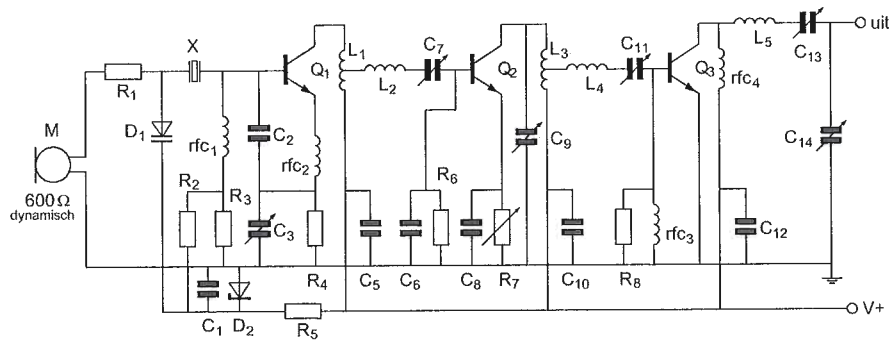 uit
X
L1
C7
L3
C11
L5
C13
Q1
Q2
Q3
R1
L2
L4
rfc4
M
D1
rfc1
C2
rfc2
C9
C14
600Ω
dynamisch
R2
R3
C3
R6
rfc3
C12
R4
C5
C6
C8
R7
C10
R8
C1
D2
R5
V+